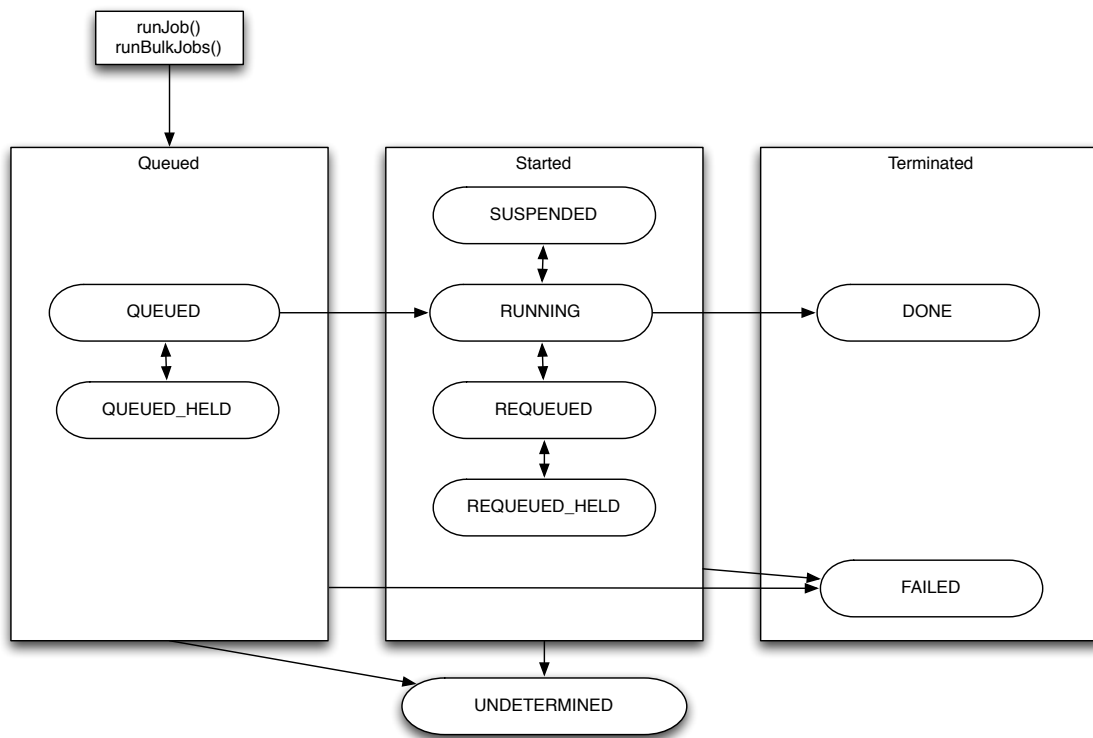 runJob()
runBulkJobs()
Queued
Started
Terminated
SUSPENDED
QUEUED
RUNNING
DONE
QUEUED_HELD
REQUEUED
REQUEUED_HELD
FAILED
UNDETERMINED